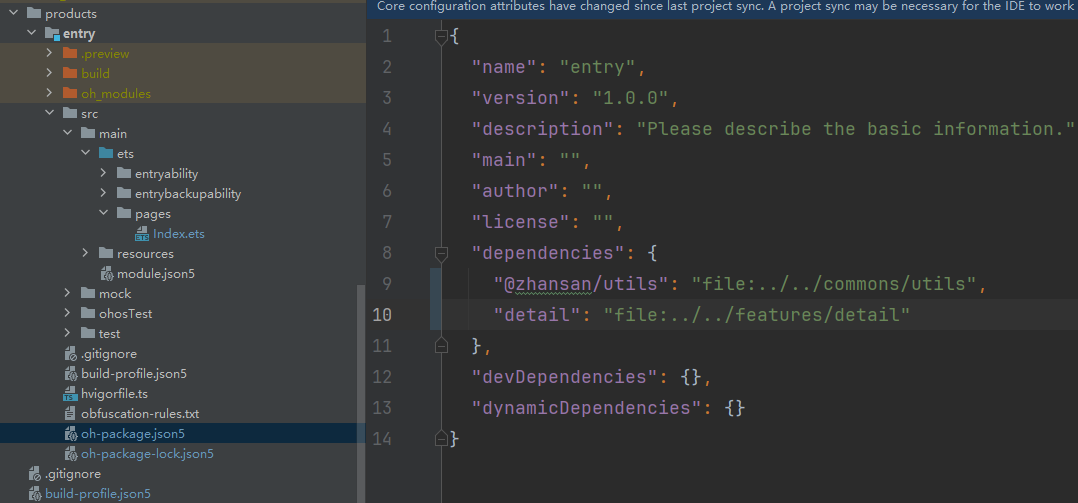 products
entry
.preview
build
oh_modules
src
main
ets
entryability
entrybackupability
pages
Index.ets
resources
module.json5
mock
ohosTest
test
.gitignore
build-profile.json5
hvigorfile.ts
obfuscation-rules.txt
oh-package.json5
oh-package-lock.json5
.gitignore
build-profile.json5
Core configuration attributes have changed since last project sync. A project sync may be necessary for the IDE to work
1 {
2 "name": "entry",
3 "version": "1.0.0",
4 "description": "Please describe the basic information."
5 "main": "",
6 "author": "",
7 "license": "",
8 "dependencies": {
9 "@zhansan/utils": "file:../../commons/utils",
10 "detail": "file:../../features/detail"
11 },
12 "devDependencies": {},
13 "dynamicDependencies": {}
14 }